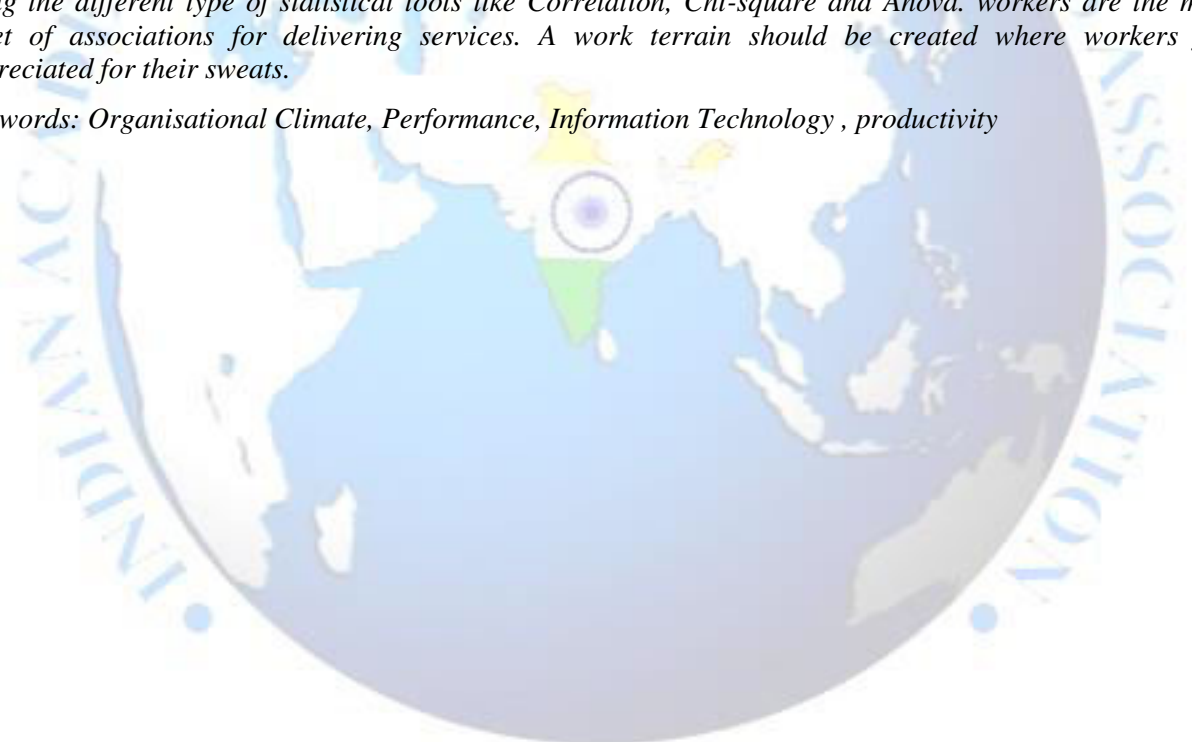 g the different type of statistical tools like Correlation, Chi-square and Anova. workers are the m
et of associations for delivering services. A work terrain should be created where workers
reciated for their sweats.
words: Organisational Climate, Performance, Information Technology , productivity
INDIAN
ASSOCIATION